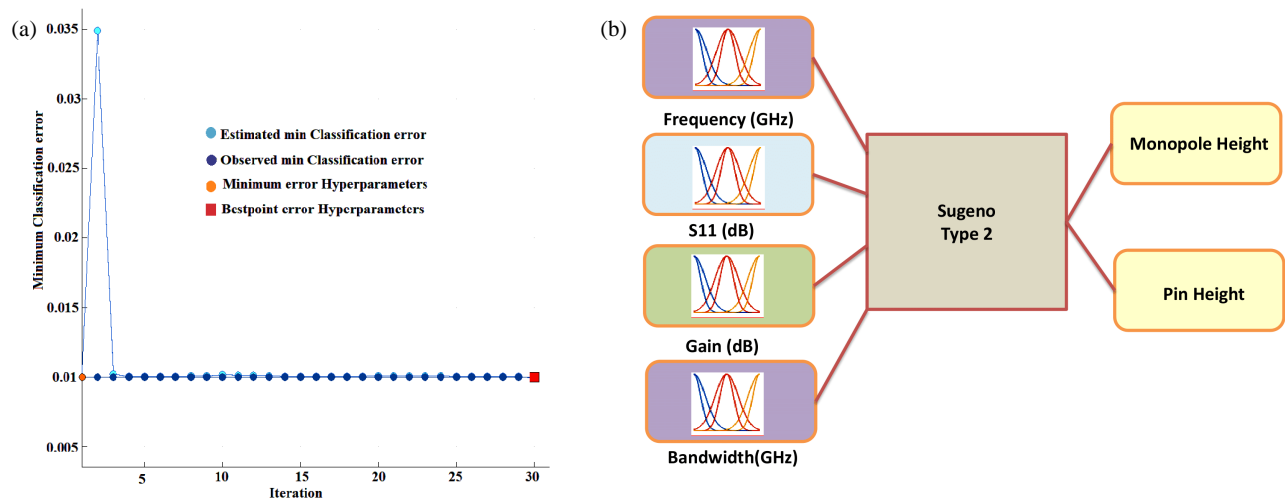 (a)
0.035
0.03
0.025
0.02
0.015
0.01
0.005
Minimum Classification error
Estimated min Classification error
Observed min Classification error
Minimum error Hyperparameters
Bestpoint error Hyperparameters
5
10
15
20
25
30
Iteration
(b)
Frequency (GHz)
S11 (dB)
Gain (dB)
Bandwidth(GHz)
Sugeno
Type 2
Monopole Height
Pin Height